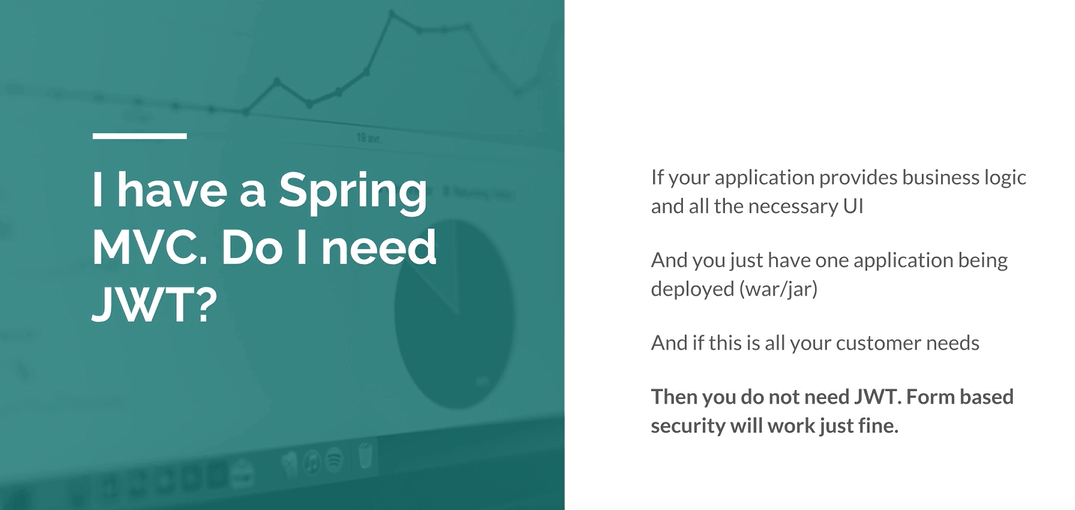 I have a Spring
MVC. Do I need
JWT?
If your application provides business logic
and all the necessary UI
And you just have one application being
deployed (war/jar)
And if this is all your customer needs
Then you do not need JWT. Form based
security will work just fine.